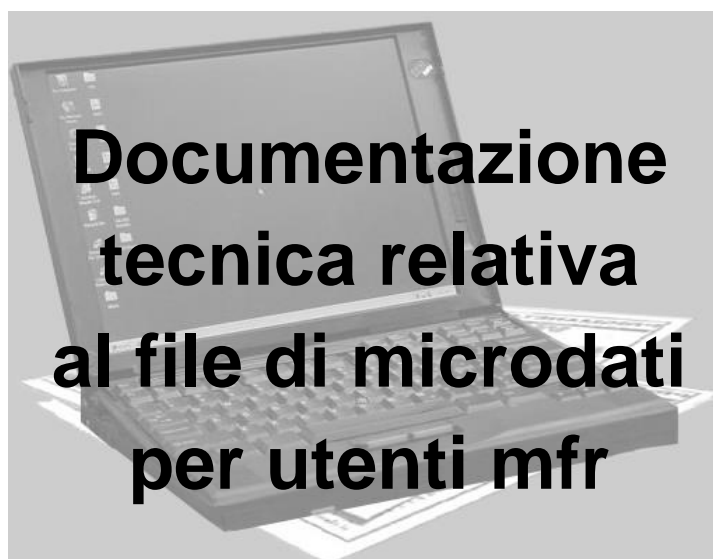 Documentazione
tecnica relativa
al file di microdati
per utenti mfr